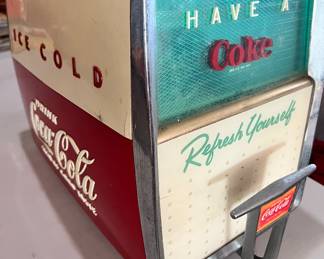 ICE COLD
DRINK
Coca-Cola
HAVE A
Coke
Refresh Yourself
Coca-Cola